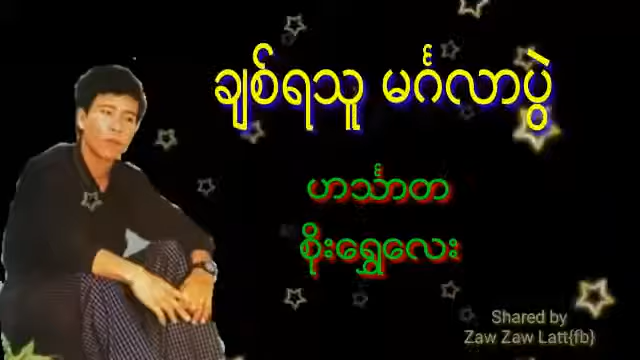 ချစ်ရသူ မင်္ဂလာပွဲ
ဟင်္သာတ
စိုးရွှေလေး
Shared by
Zaw Zaw Latt{fb}